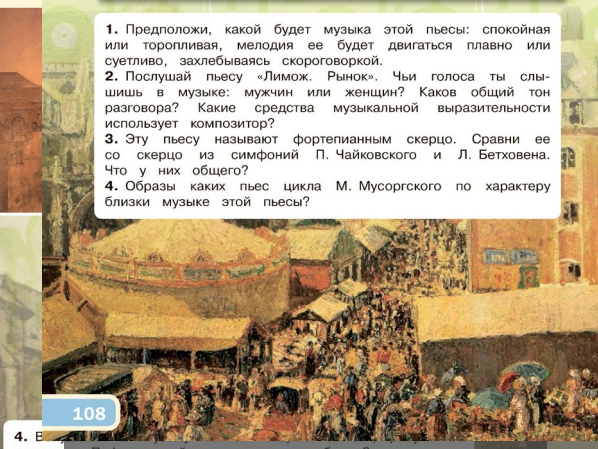 1. Предположи, какой будет музыка этой пьесы: спокойная
или торопливая, мелодия ее будет двигаться плавно или
суетливо, захлебываясь скороговоркой.
2. Послушай пьесу «Лимож. Рынок». Чьи голоса ты слы-
шишь в музыке: мужчин или женщин? Каков общий тон
разговора? Какие средства музыкальной выразительности
использует композитор?
3. Эту пьесу называют фортепианным скерцо. Сравни ее
со скерцо из симфоний П. Чайковского и Л. Бетховена.
Что у них общего?
4. Образы каких пьес цикла М. Мусоргского по характеру
близки музыке этой пьесы?
108
4.